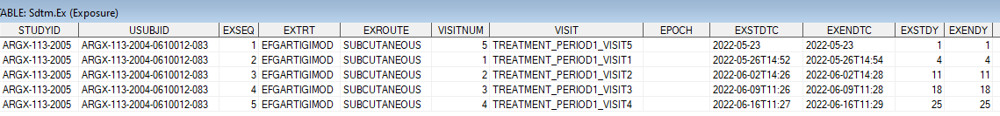 TABLE: Sdtm.Ex (Exposure)
STUDYID USUBJID EXSEQ EXTRT EXROUTE VISITNUM VISIT EPOCH EXSTDTC EXENDTC EXSTDY EXENDY
ARGX-113-2005 ARGX-113-2004-0610012-083 1 EFGARTIGIMOD SUBCUTANEOUS 5 TREATMENT_PERIOD1_VISIT5 2022-05-23 2022-05-23 1 1
ARGX-113-2005 ARGX-113-2004-0610012-083 2 EFGARTIGIMOD SUBCUTANEOUS 1 TREATMENT_PERIOD1_VISIT1 2022-05-26T14:52 2022-05-26T14:54 4 4
ARGX-113-2005 ARGX-113-2004-0610012-083 3 EFGARTIGIMOD SUBCUTANEOUS 2 TREATMENT_PERIOD1_VISIT2 2022-06-02T14:26 2022-06-02T14:28 11 11
ARGX-113-2005 ARGX-113-2004-0610012-083 4 EFGARTIGIMOD SUBCUTANEOUS 3 TREATMENT_PERIOD1_VISIT3 2022-06-09T11:26 2022-06-09T11:28 18 18
ARGX-113-2005 ARGX-113-2004-0610012-083 5 EFGARTIGIMOD SUBCUTANEOUS 4 TREATMENT_PERIOD1_VISIT4 2022-06-16T11:27 2022-06-16T11:29 25 25